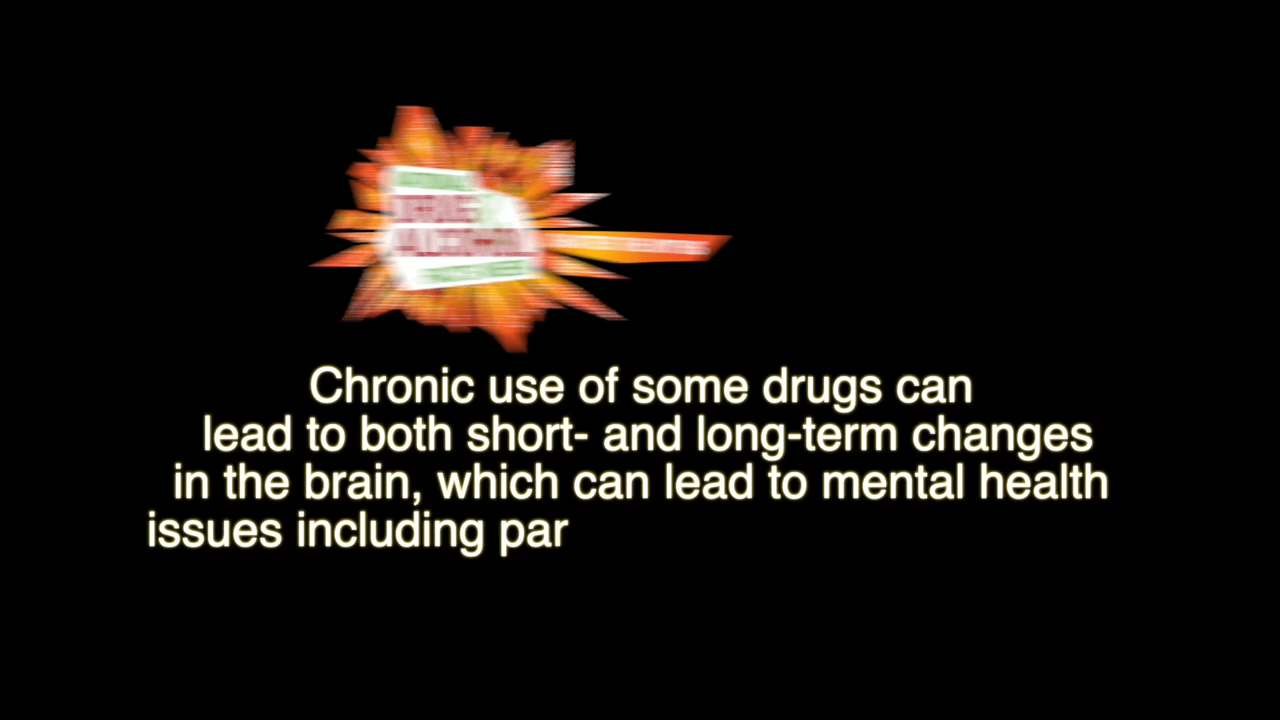 Chronic use of some drugs can
lead to both short- and long-term changes
in the brain, which can lead to mental health
issues including par